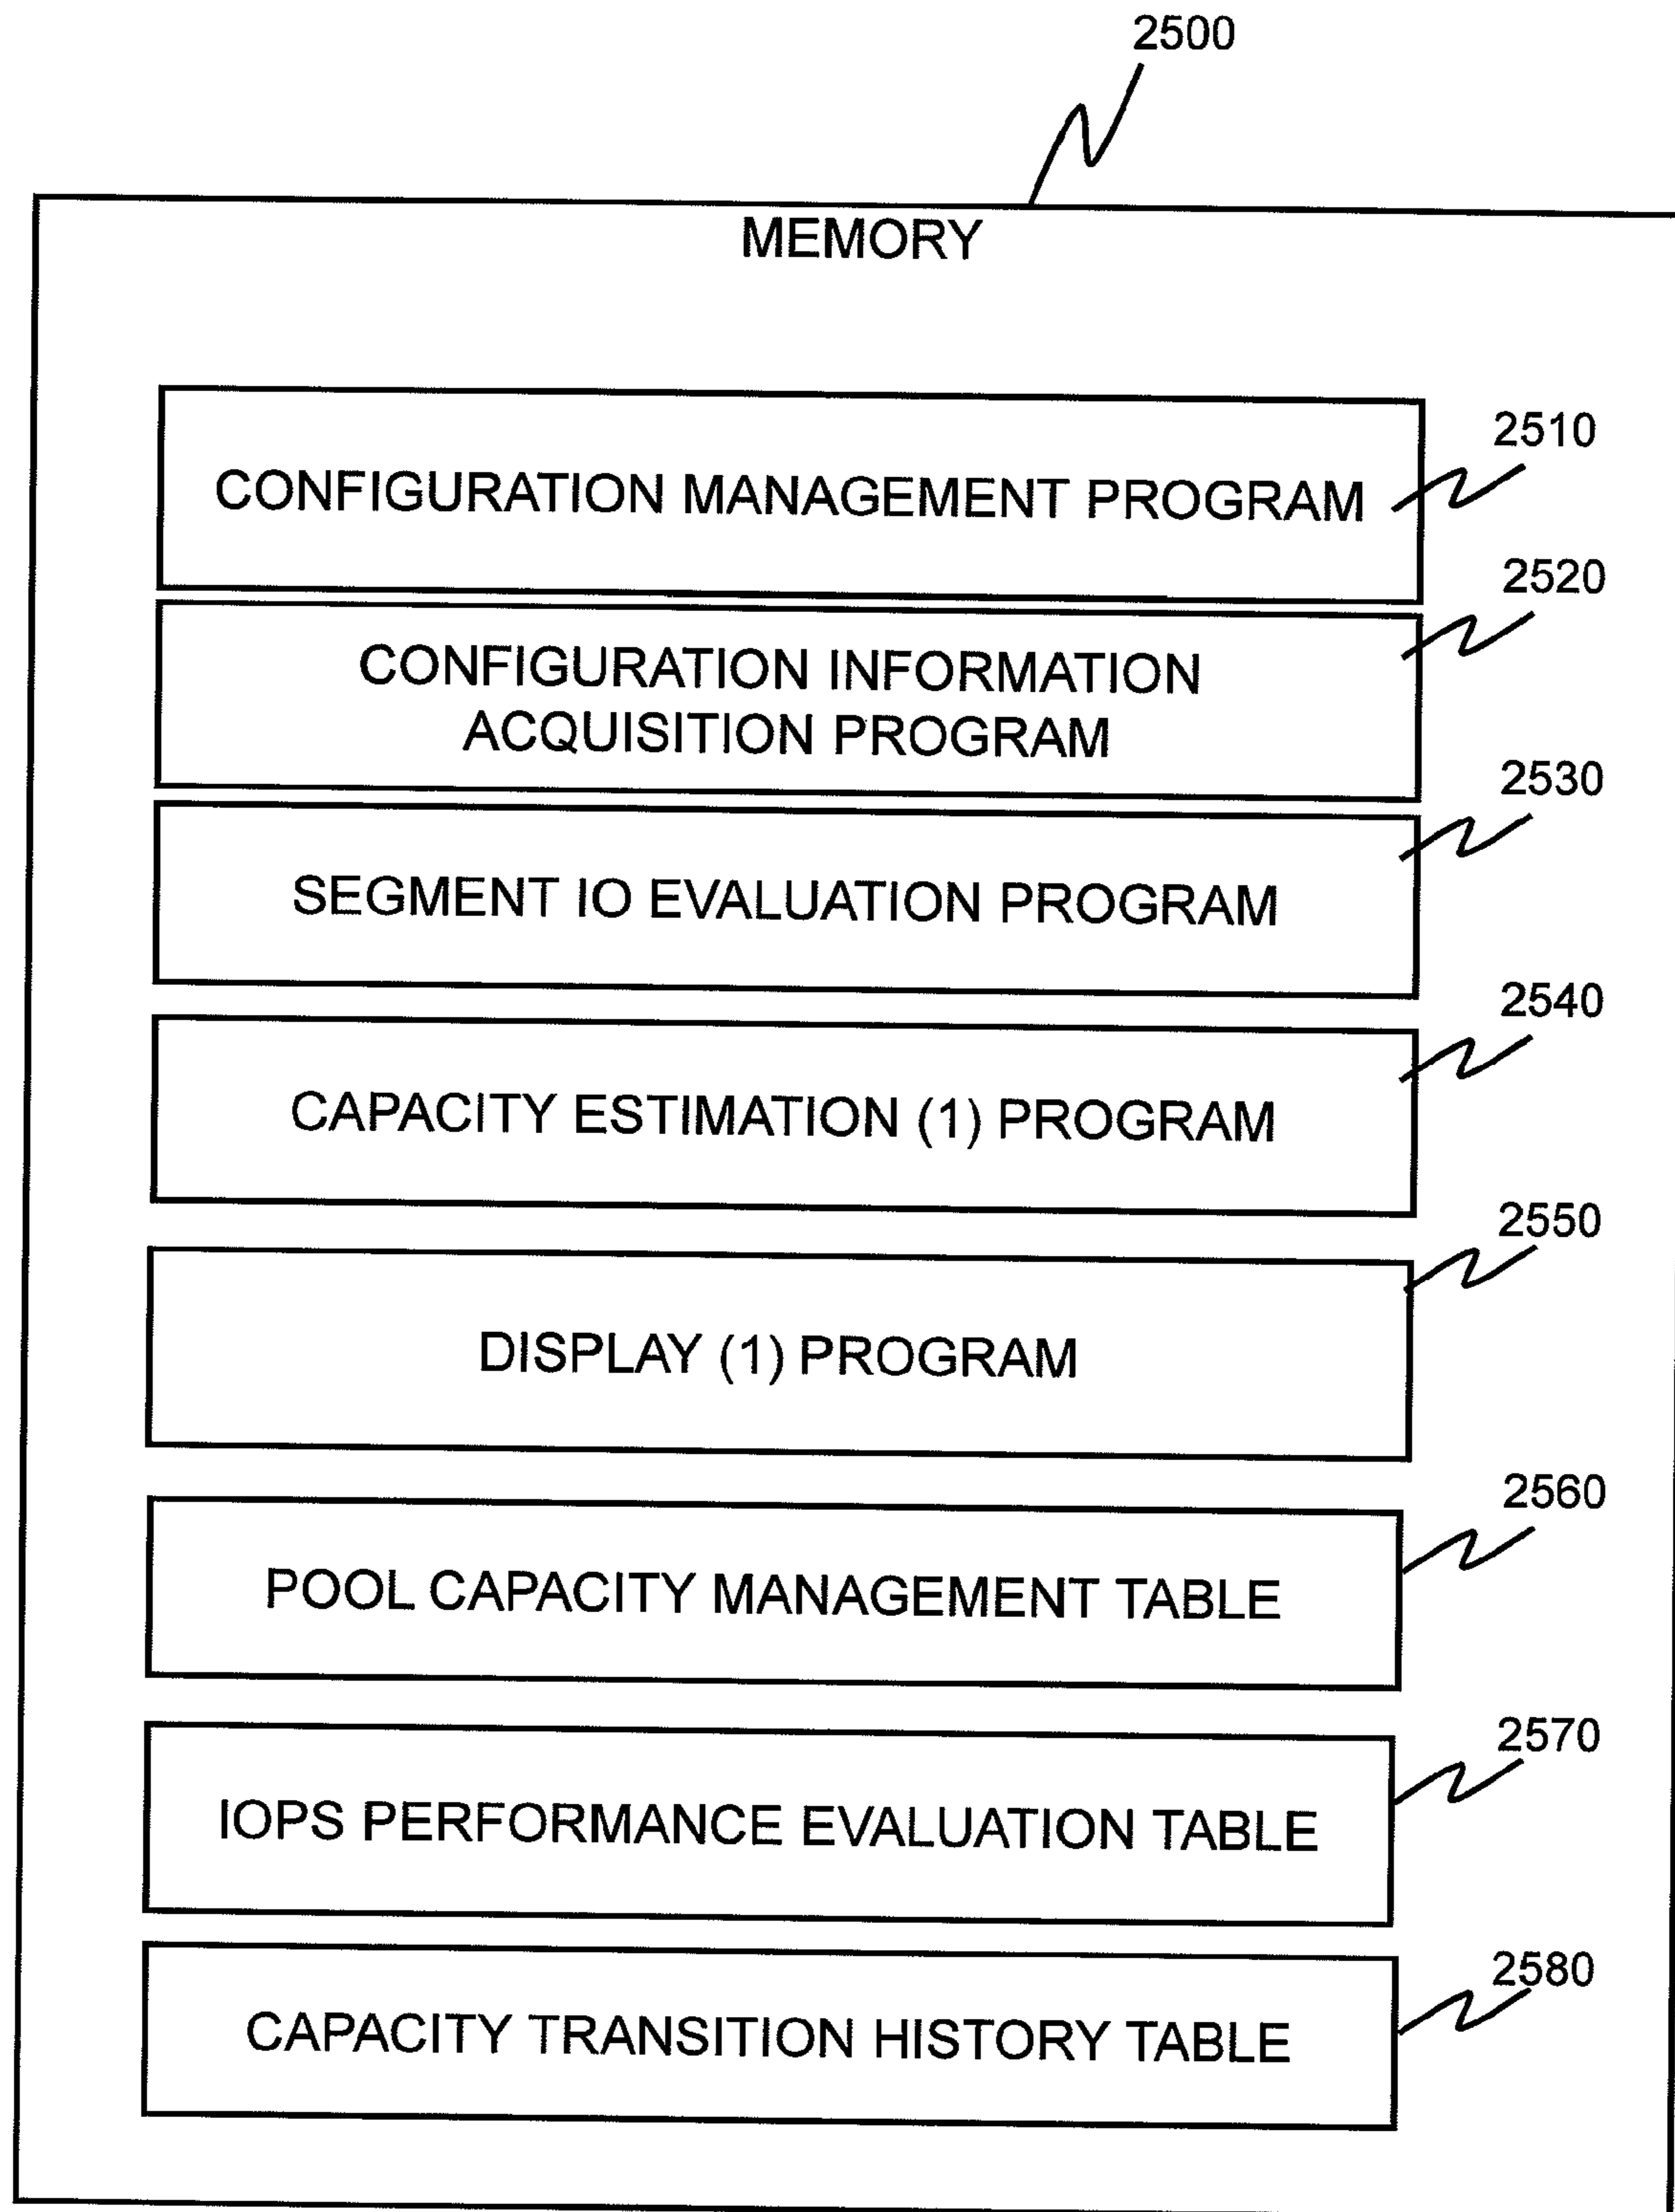 2500
MEMORY
2510
CONFIGURATION MANAGEMENT PROGRAM
2520
CONFIGURATION INFORMATION
ACQUISITION PROGRAM
2530
SEGMENT IO EVALUATION PROGRAM
2540
CAPACITY ESTIMATION (1) PROGRAM
2550
DISPLAY (1) PROGRAM
2560
POOL CAPACITY MANAGEMENT TABLE
2570
IOPS PERFORMANCE EVALUATION TABLE
2580
CAPACITY TRANSITION HISTORY TABLE